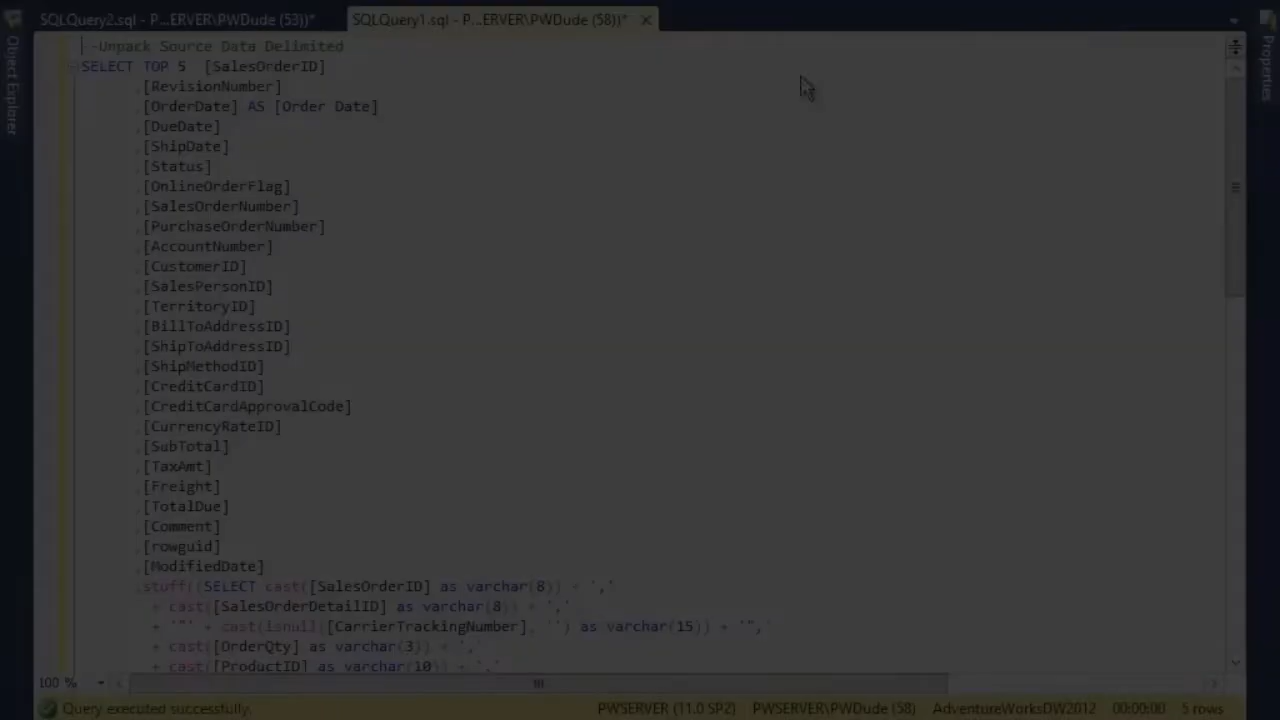 SQLQuery2.sql - P...ERVER\PWDude (53))*
SQLQuery1.sql - P...ERVER\PWDude (58))*
Object Explorer
Properties
-Unpack Source Data Delimited
SELECT TOP 5 [SalesOrderID]
,[RevisionNumber]
,[OrderDate] AS [Order Date]
,[DueDate]
,[ShipDate]
,[Status]
,[OnlineOrderFlag]
,[SalesOrderNumber]
,[PurchaseOrderNumber]
,[AccountNumber]
,[CustomerID]
,[SalesPersonID]
,[TerritoryID]
,[BillToAddressID]
,[ShipToAddressID]
,[ShipMethodID]
,[CreditCardID]
,[CreditCardApprovalCode]
,[CurrencyRateID]
,[SubTotal]
,[TaxAmt]
,[Freight]
,[TotalDue]
,[Comment]
,[rowguid]
,[ModifiedDate]
,stuff((SELECT cast([SalesOrderID] as varchar(8)) + ','
+ cast([SalesOrderDetailID] as varchar(8)) + ','
+ '"' + cast(isnull([CarrierTrackingNumber], '') as varchar(15)) + '",'
+ cast([OrderQty] as varchar(3)) + ','
+ cast([ProductID] as varchar(10)) + ','
100 %
Query executed successfully.
PWSERVER (11.0 SP2)
PWSERVER\PWDude (58)
AdventureWorksDW2012
00:00:00
5 rows